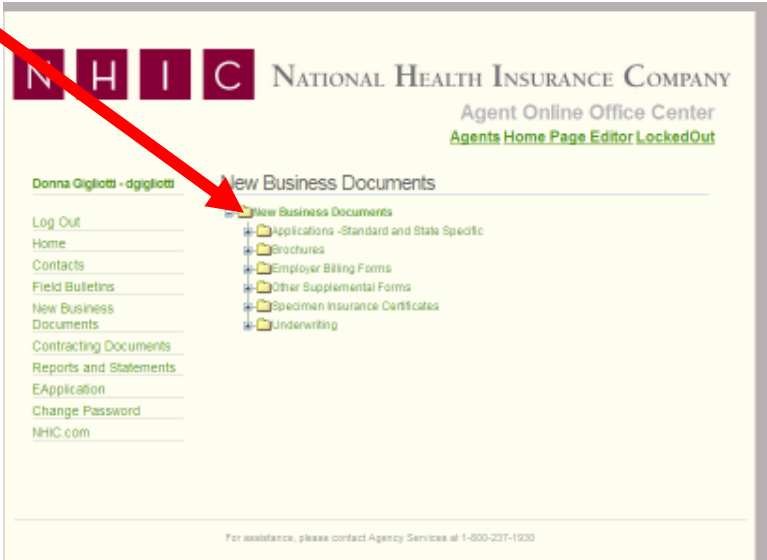 N H I C NATIONAL HEALTH INSURANCE COMPANY
Agent Online Office Center
Agents Home Page Editor LockedOut
Donna Gigliotti - dgigliotti
Log Out
Home
Contacts
Field Bulletins
New Business
Documents
Contracting Documents
Reports and Statements
EApplication
Change Password
NHIC.com
New Business Documents
New Business Documents
Applications -Standard and State Specific
Brochures
Employer Billing Forms
Other Supplemental Forms
Specimen Insurance Certificates
Underwriting
For assistance, please contact Agency Services at 1-800-237-1930